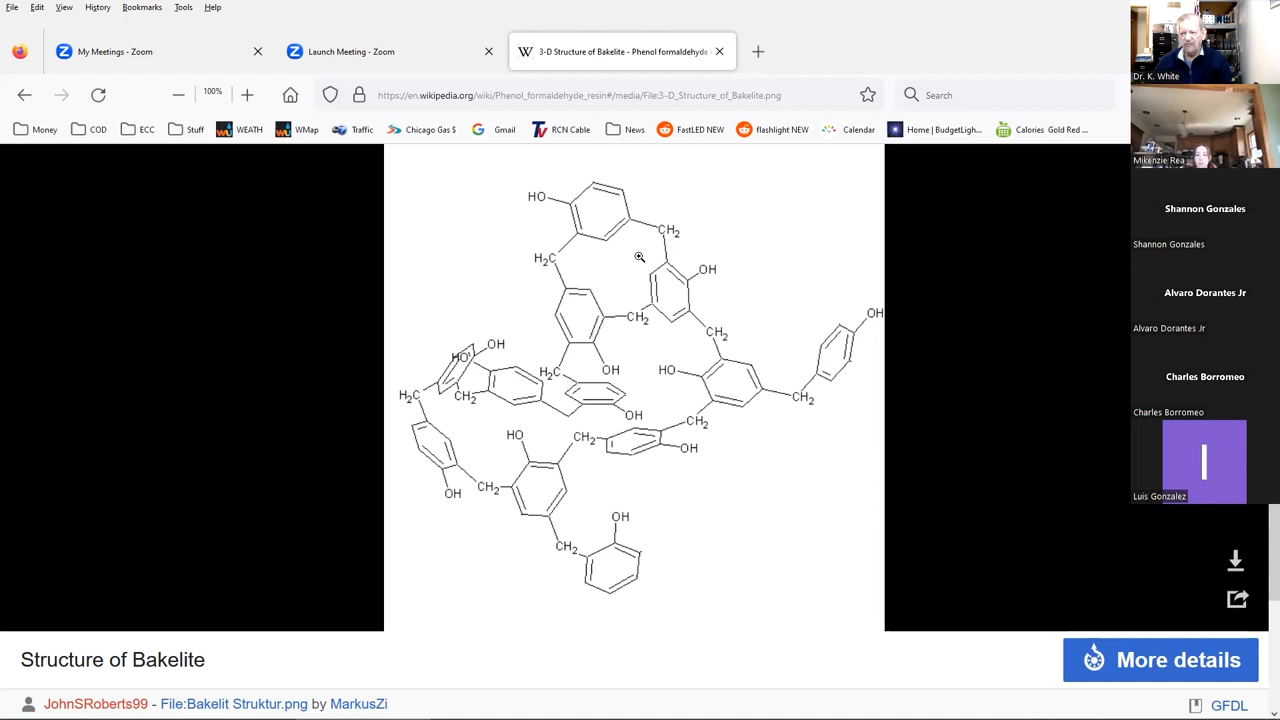 File Edit View History Bookmarks Tools Help
My Meetings - Zoom
Launch Meeting - Zoom
3-D Structure of Bakelite - Phenol formaldehyde
100%
https://en.wikipedia.org/wiki/Phenol_formaldehyde_resin#/media/File:3-D_Structure_of_Bakelite.png
Search
Money COD ECC Stuff WEATH WMap Traffic Chicago Gas $ Gmail RCN Cable News FastLED NEW flashlight NEW Calendar Home | BudgetLigh... Calories Gold Red ...
Dr. K. White
Mikenzie Rea
Shannon Gonzales
Shannon Gonzales
Alvaro Dorantes Jr
Alvaro Dorantes Jr
Charles Borromeo
Charles Borromeo
I
Luis Gonzalez
HO
CH2
H2C
OH
CH2
OH
CH2
HO OH
H2C OH HO
H2C CH2 CH2
OH
CH2
HO CH2
OH
OH CH2
OH
CH2
Structure of Bakelite
More details
JohnSRoberts99 - File:Bakelit Struktur.png by MarkusZi
GFDL